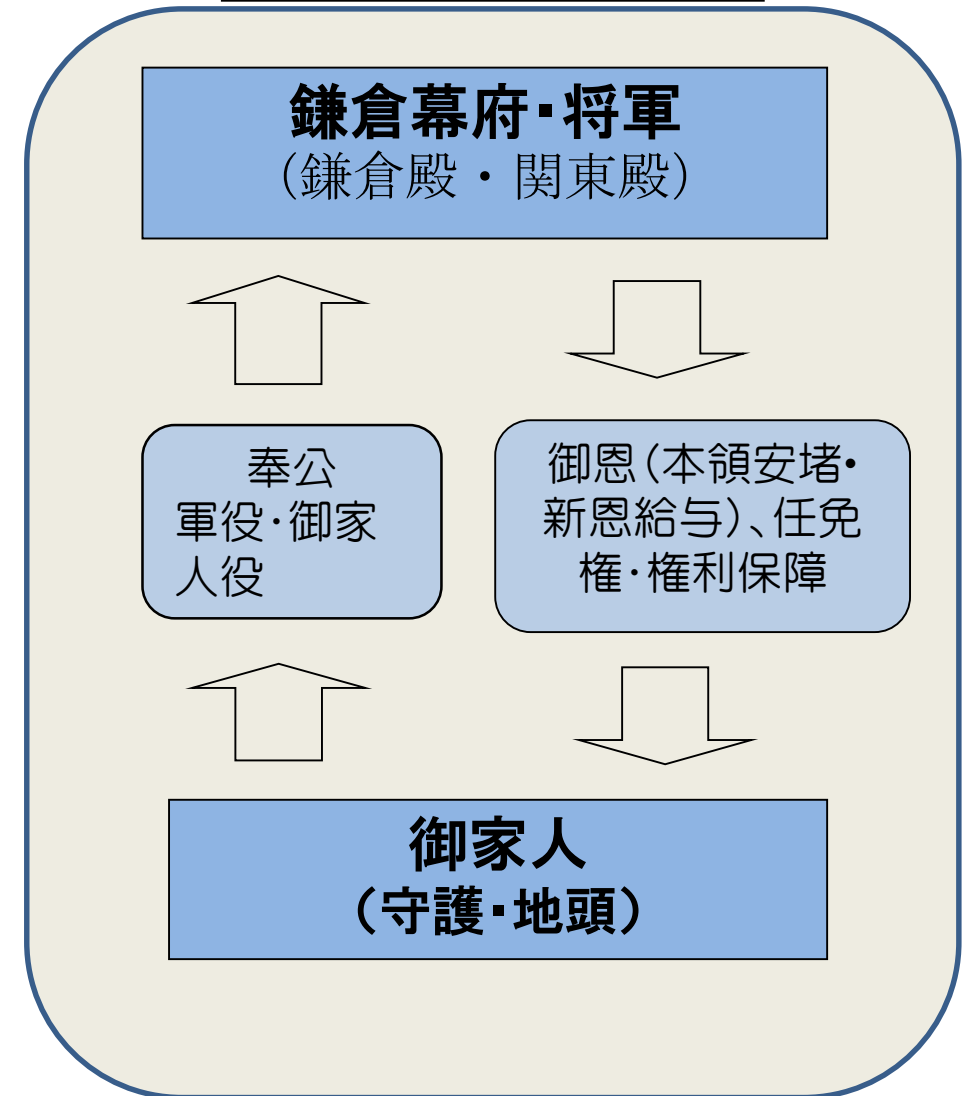 鎌倉幕府・将軍
（鎌倉殿・関東殿）
奉公
軍役・御家
人役
御恩（本領安堵・
新恩給与）、任免
権・権利保障
御家人
（守護・地頭）